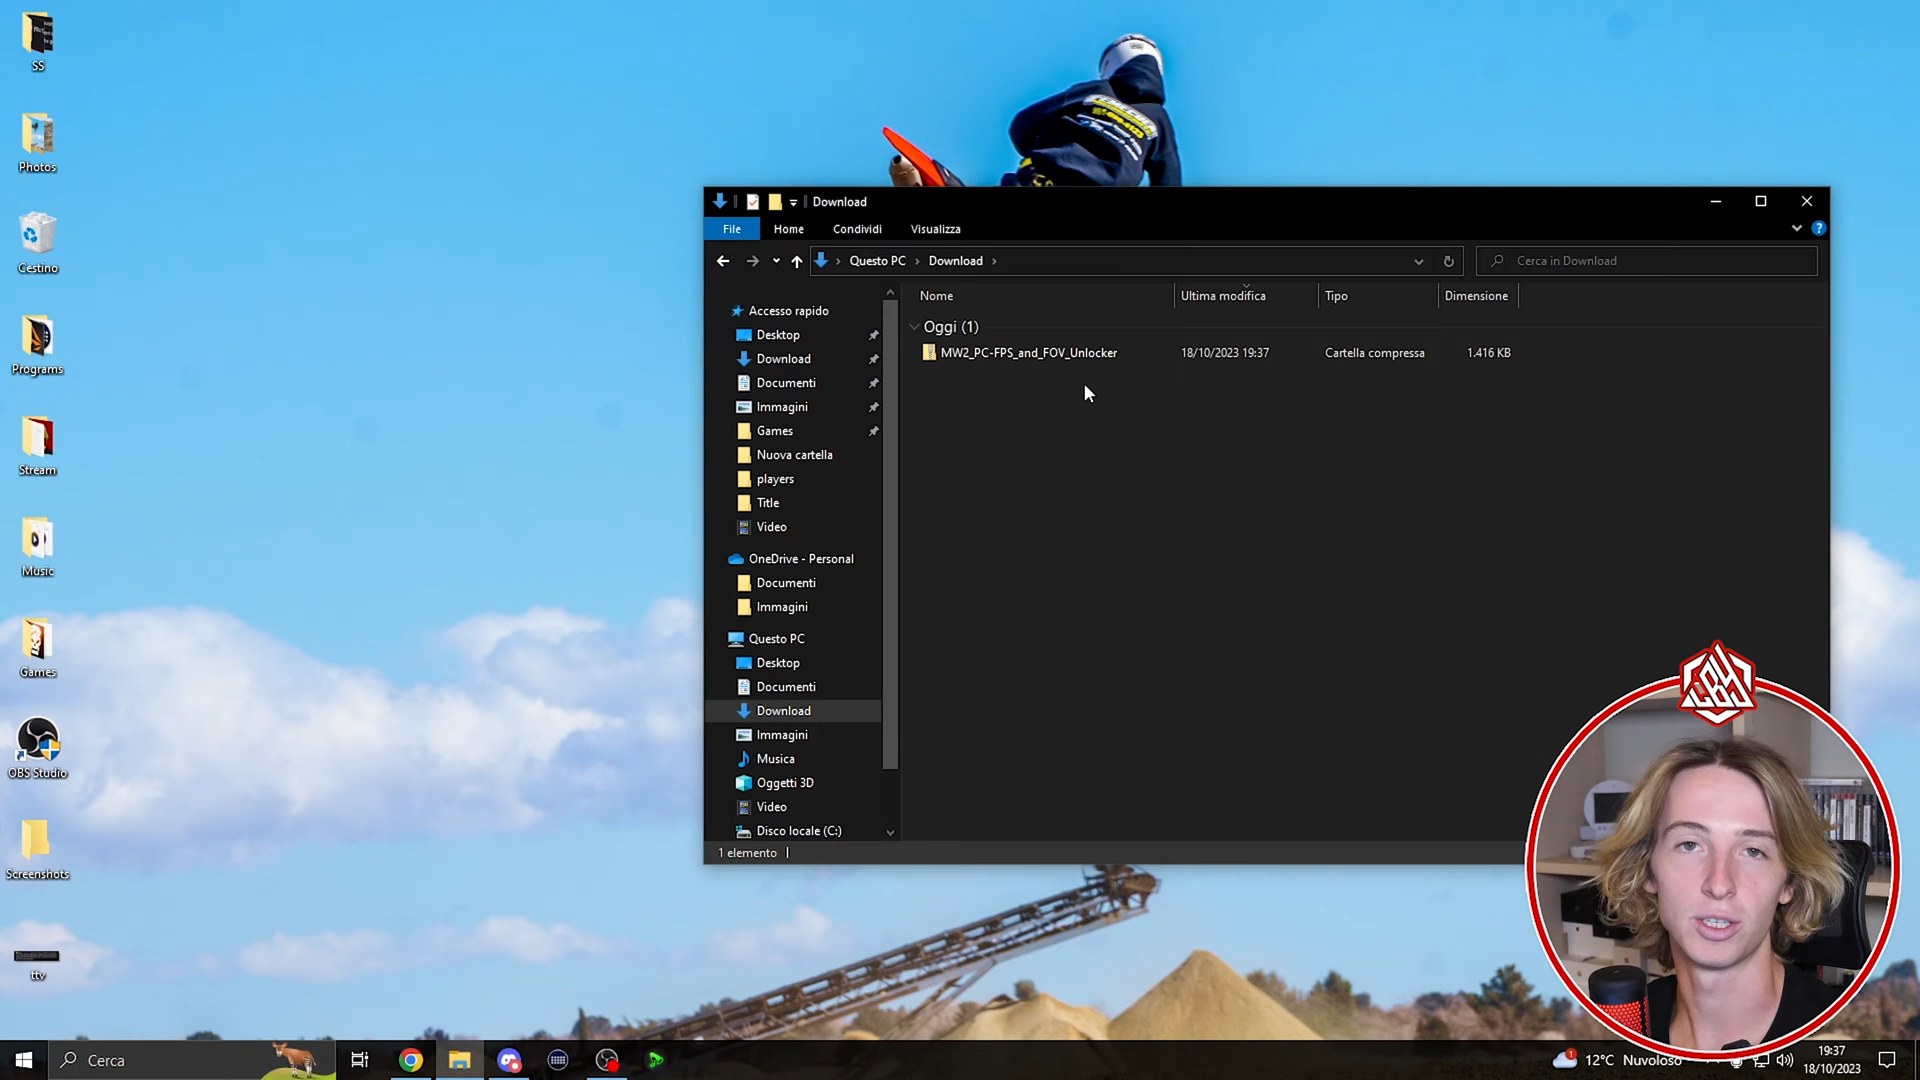 SS
Photos
Cestino
Programs
Stream
Music
Games
OBS Studio
Screenshots
ttv
Download
File
Home
Condividi
Visualizza
Questo PC
Download
Cerca in Download
Nome
Ultima modifica
Tipo
Dimensione
Oggi (1)
MW2_PC-FPS_and_FOV_Unlocker
18/10/2023 19:37
Cartella compressa
1.416 KB
Accesso rapido
Desktop
Download
Documenti
Immagini
Games
Nuova cartella
players
Title
Video
OneDrive - Personal
Documenti
Immagini
Questo PC
Desktop
Documenti
Download
Immagini
Musica
Oggetti 3D
Video
Disco locale (C:)
1 elemento
Cerca
1
12°C Nuvoloso
19:37
18/10/2023